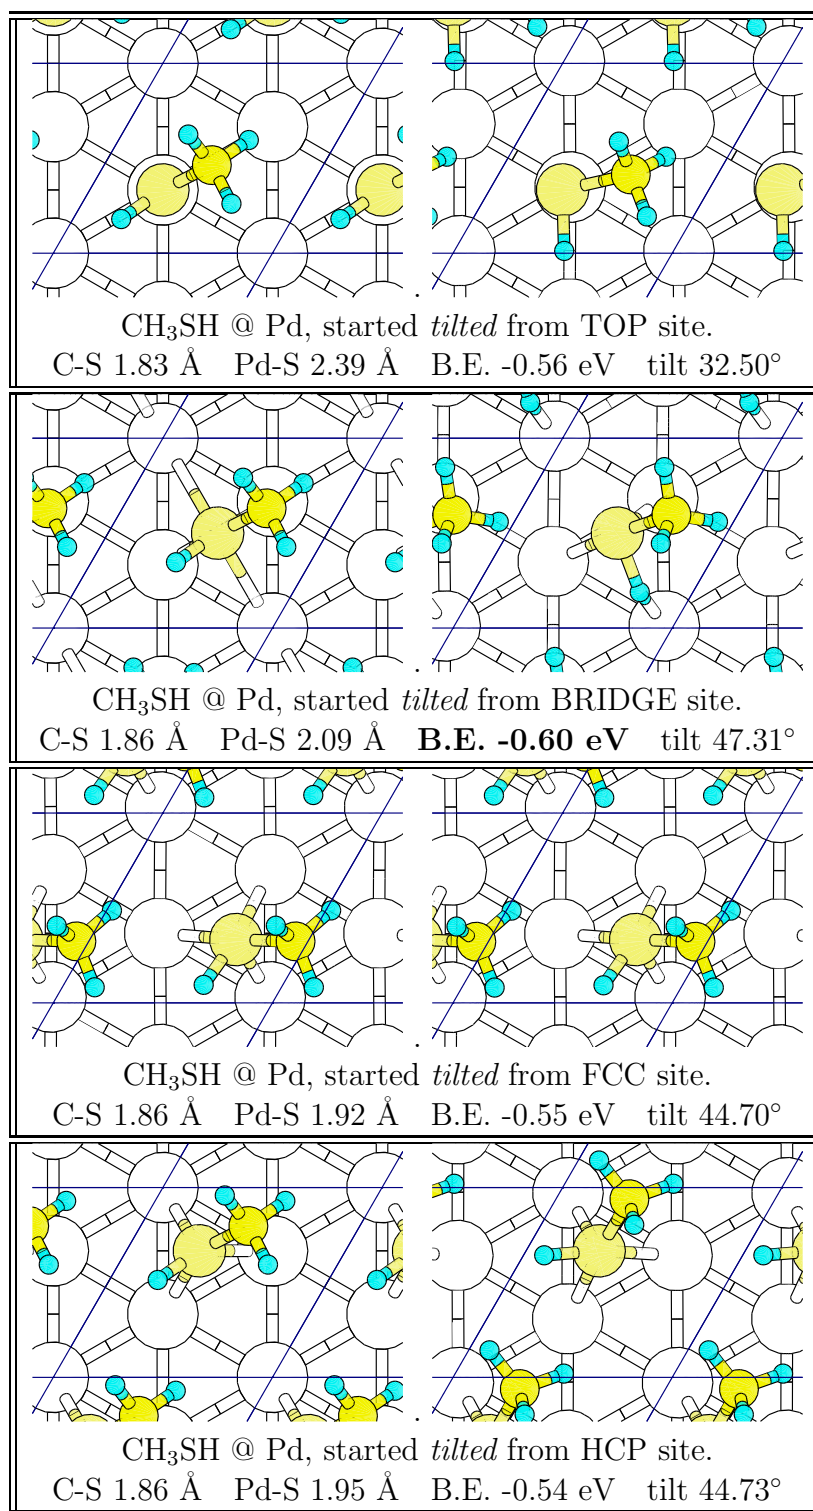 CH₃SH @ Pd, started tilted from TOP site.
C-S 1.83 Å Pd-S 2.39 Å B.E. -0.56 eV tilt 32.50°
CH₃SH @ Pd, started tilted from BRIDGE site.
C-S 1.86 Å Pd-S 2.09 Å B.E. -0.60 eV tilt 47.31°
CH₃SH @ Pd, started tilted from FCC site.
C-S 1.86 Å Pd-S 1.92 Å B.E. -0.55 eV tilt 44.70°
CH₃SH @ Pd, started tilted from HCP site.
C-S 1.86 Å Pd-S 1.95 Å B.E. -0.54 eV tilt 44.73°